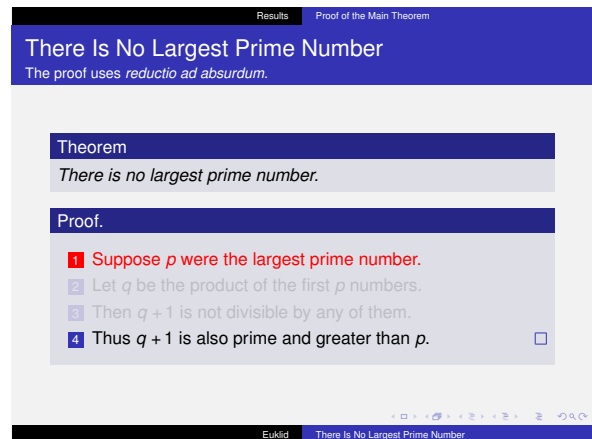 Results Proof of the Main Theorem
There Is No Largest Prime Number
The proof uses reductio ad absurdum.
Theorem
There is no largest prime number.
Proof.
1 Suppose p were the largest prime number.
2 Let q be the product of the first p numbers.
3 Then q + 1 is not divisible by any of them.
4 Thus q + 1 is also prime and greater than p.
Euklid There Is No Largest Prime Number